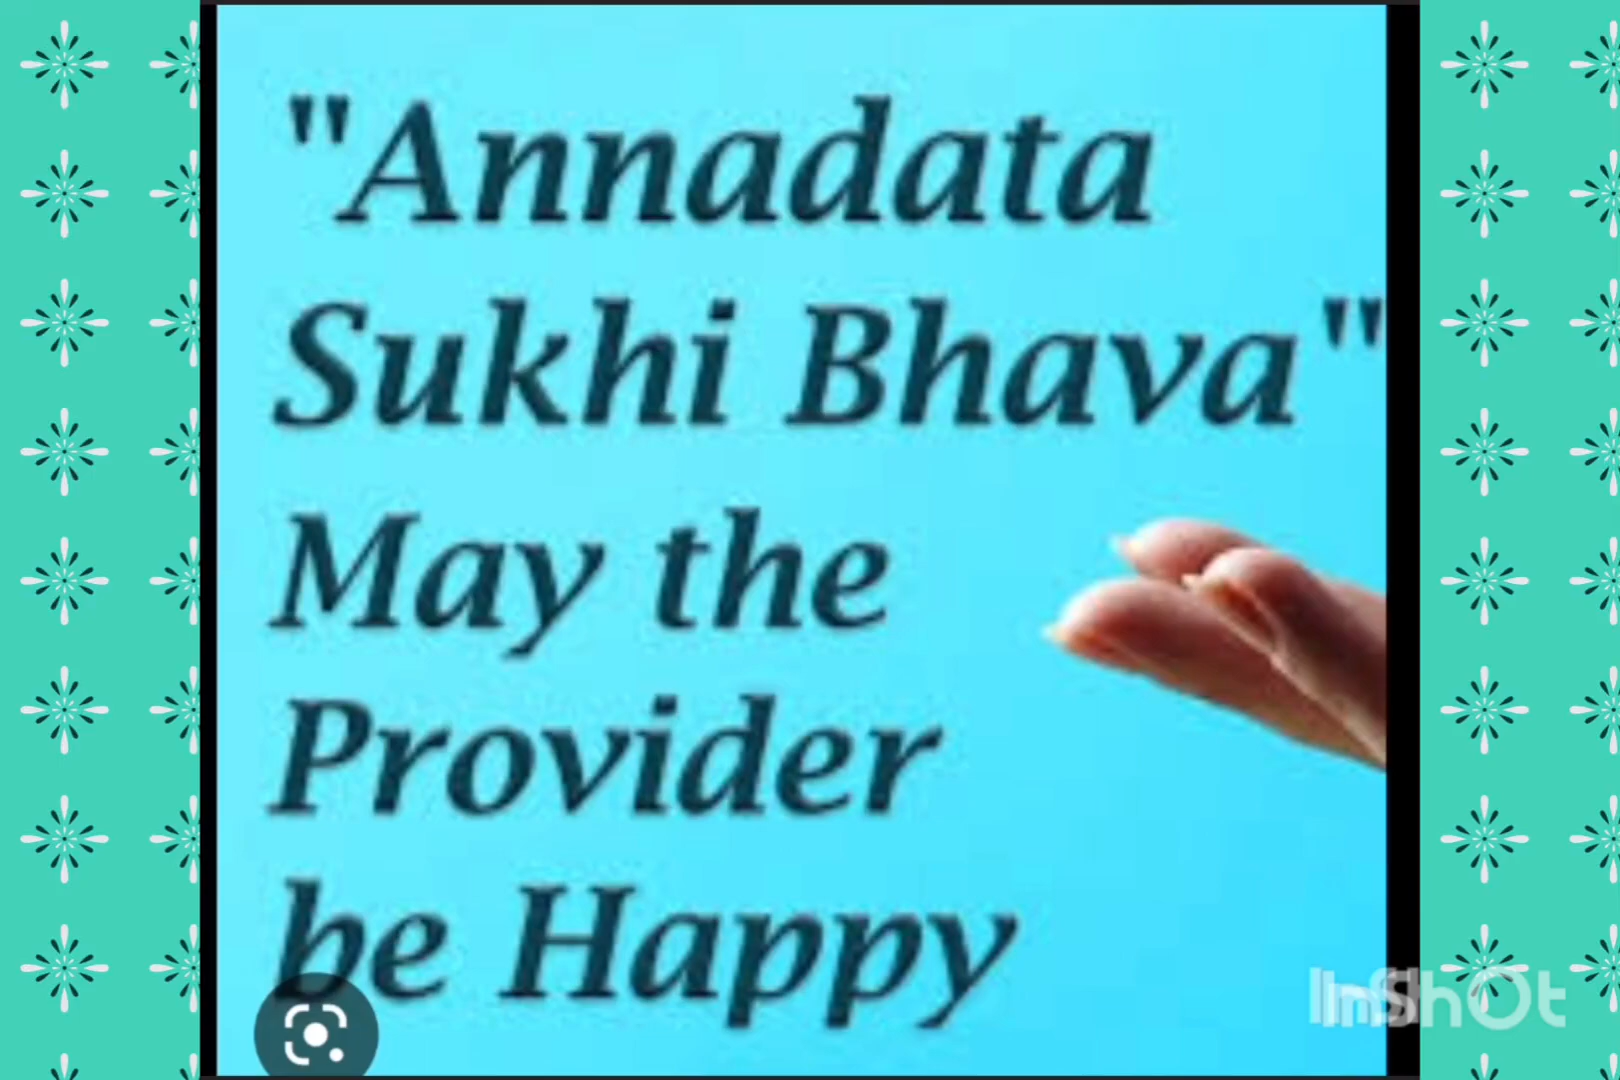 "Annadata
Sukhi Bhava"
May the
Provider
be Happy
InShOt